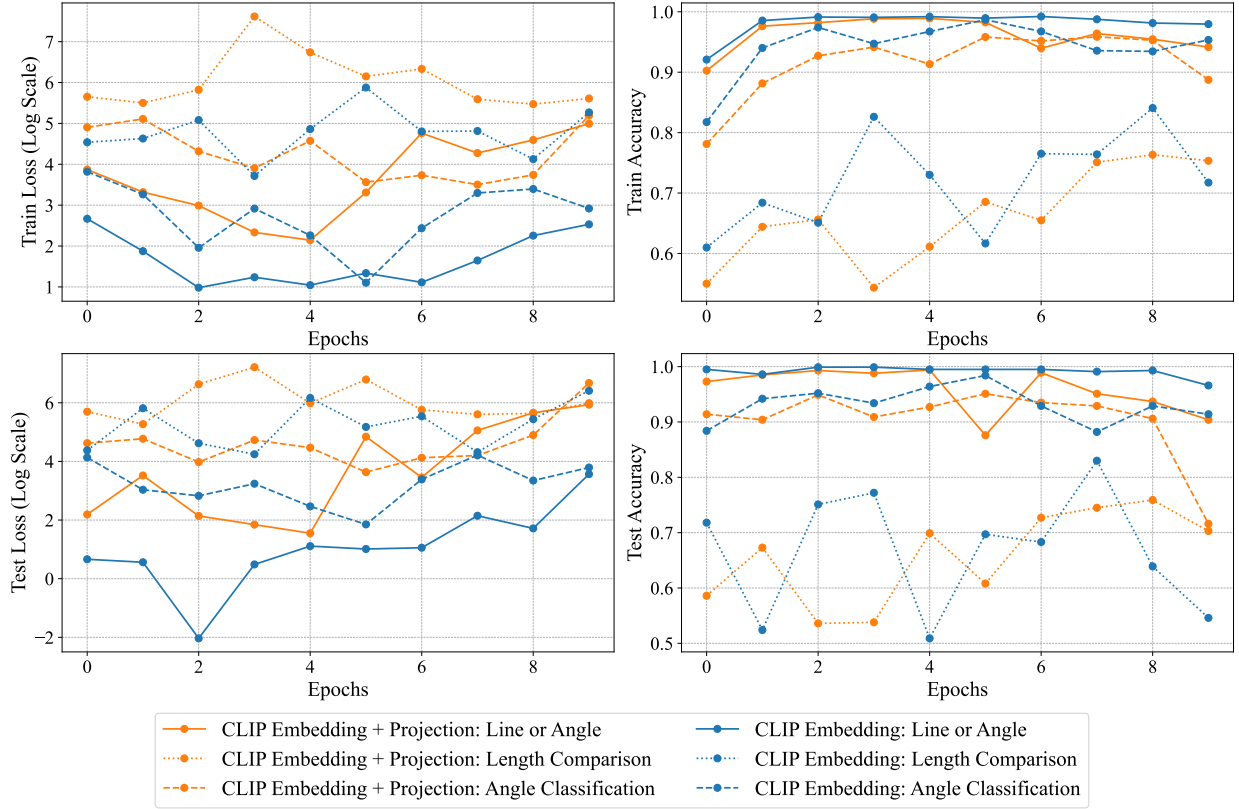 7
6
5
4
3
2
1
Train Loss (Log Scale)
0 2 4 6 8
Epochs
1.0
0.9
0.8
0.7
0.6
Train Accuracy
0 2 4 6 8
Epochs
6
4
2
0
−2
Test Loss (Log Scale)
0 2 4 6 8
Epochs
1.0
0.9
0.8
0.7
0.6
0.5
Test Accuracy
0 2 4 6 8
Epochs
CLIP Embedding + Projection: Line or Angle
CLIP Embedding + Projection: Length Comparison
CLIP Embedding + Projection: Angle Classification
CLIP Embedding: Line or Angle
CLIP Embedding: Length Comparison
CLIP Embedding: Angle Classification